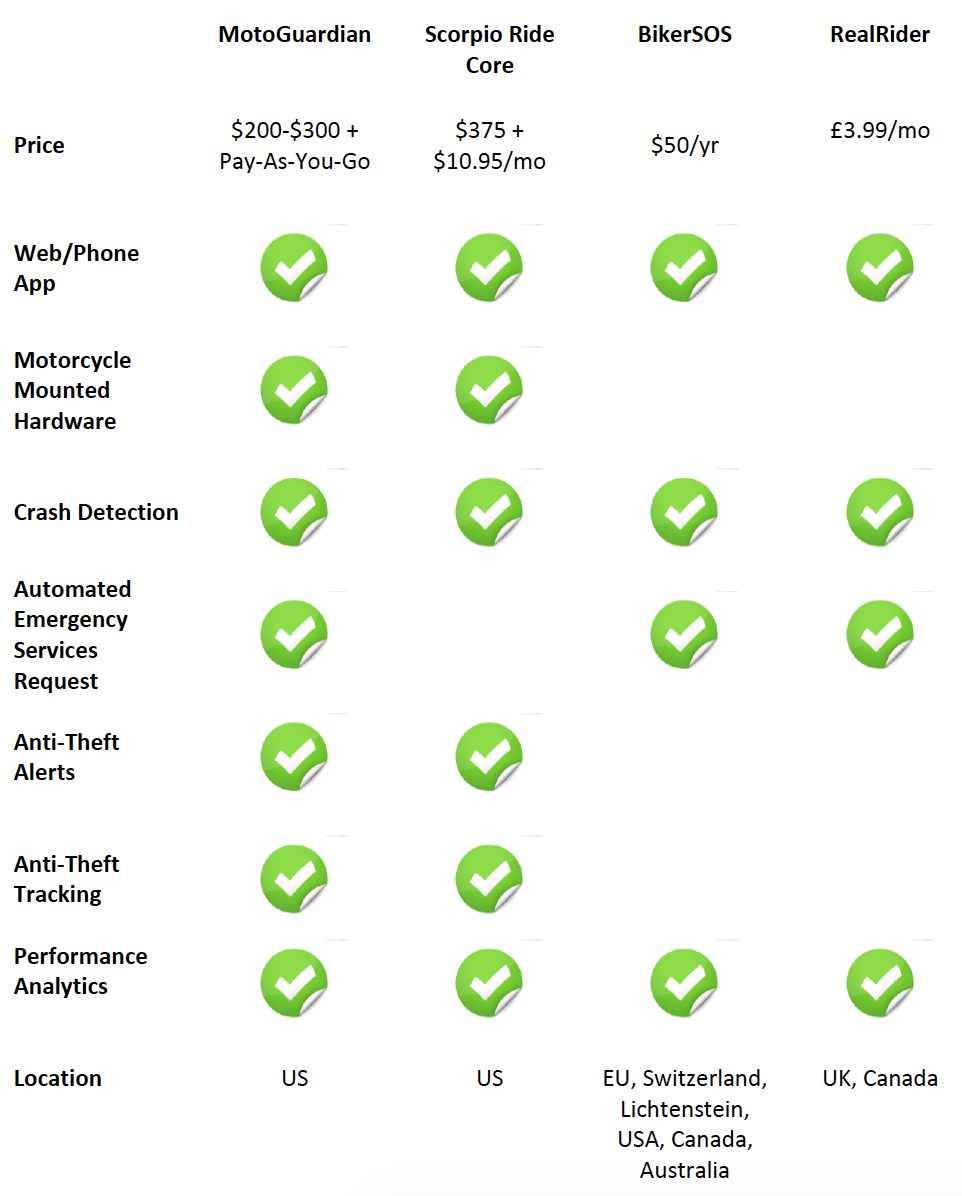 MotoGuardian
Scorpio Ride
Core
BikerSOS
RealRider
Price
$200-$300 +
Pay-As-You-Go
$375 +
$10.95/mo
$50/yr
£3.99/mo
Web/Phone
App
Motorcycle
Mounted
Hardware
Crash Detection
Automated
Emergency
Services
Request
Anti-Theft
Alerts
Anti-Theft
Tracking
Performance
Analytics
Location
US
US
EU, Switzerland,
Lichtenstein,
USA, Canada,
Australia
UK, Canada